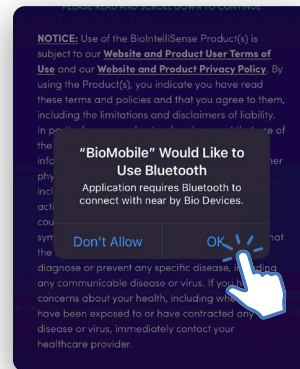 PLEASE READ AND SCROLL DOWN TO CONTINUE
NOTICE: Use of the BioIntelliSense Product(s) is
subject to our Website and Product User Terms of
Use and our Website and Product Privacy Policy. By
using the Product(s), you indicate you have read
these terms and policies and that you agree to them,
including the limitations and disclaimers of liability.
In of
the
"BioMobile" Would Like to
Use Bluetooth
Application requires Bluetooth to
connect with near by Bio Devices.
Don't Allow OK
the
diagnose or prevent any specific disease,
any communicable disease or virus. If you
concerns about your health, including
have been exposed to or have contracted
disease or virus, immediately contact your
healthcare provider.